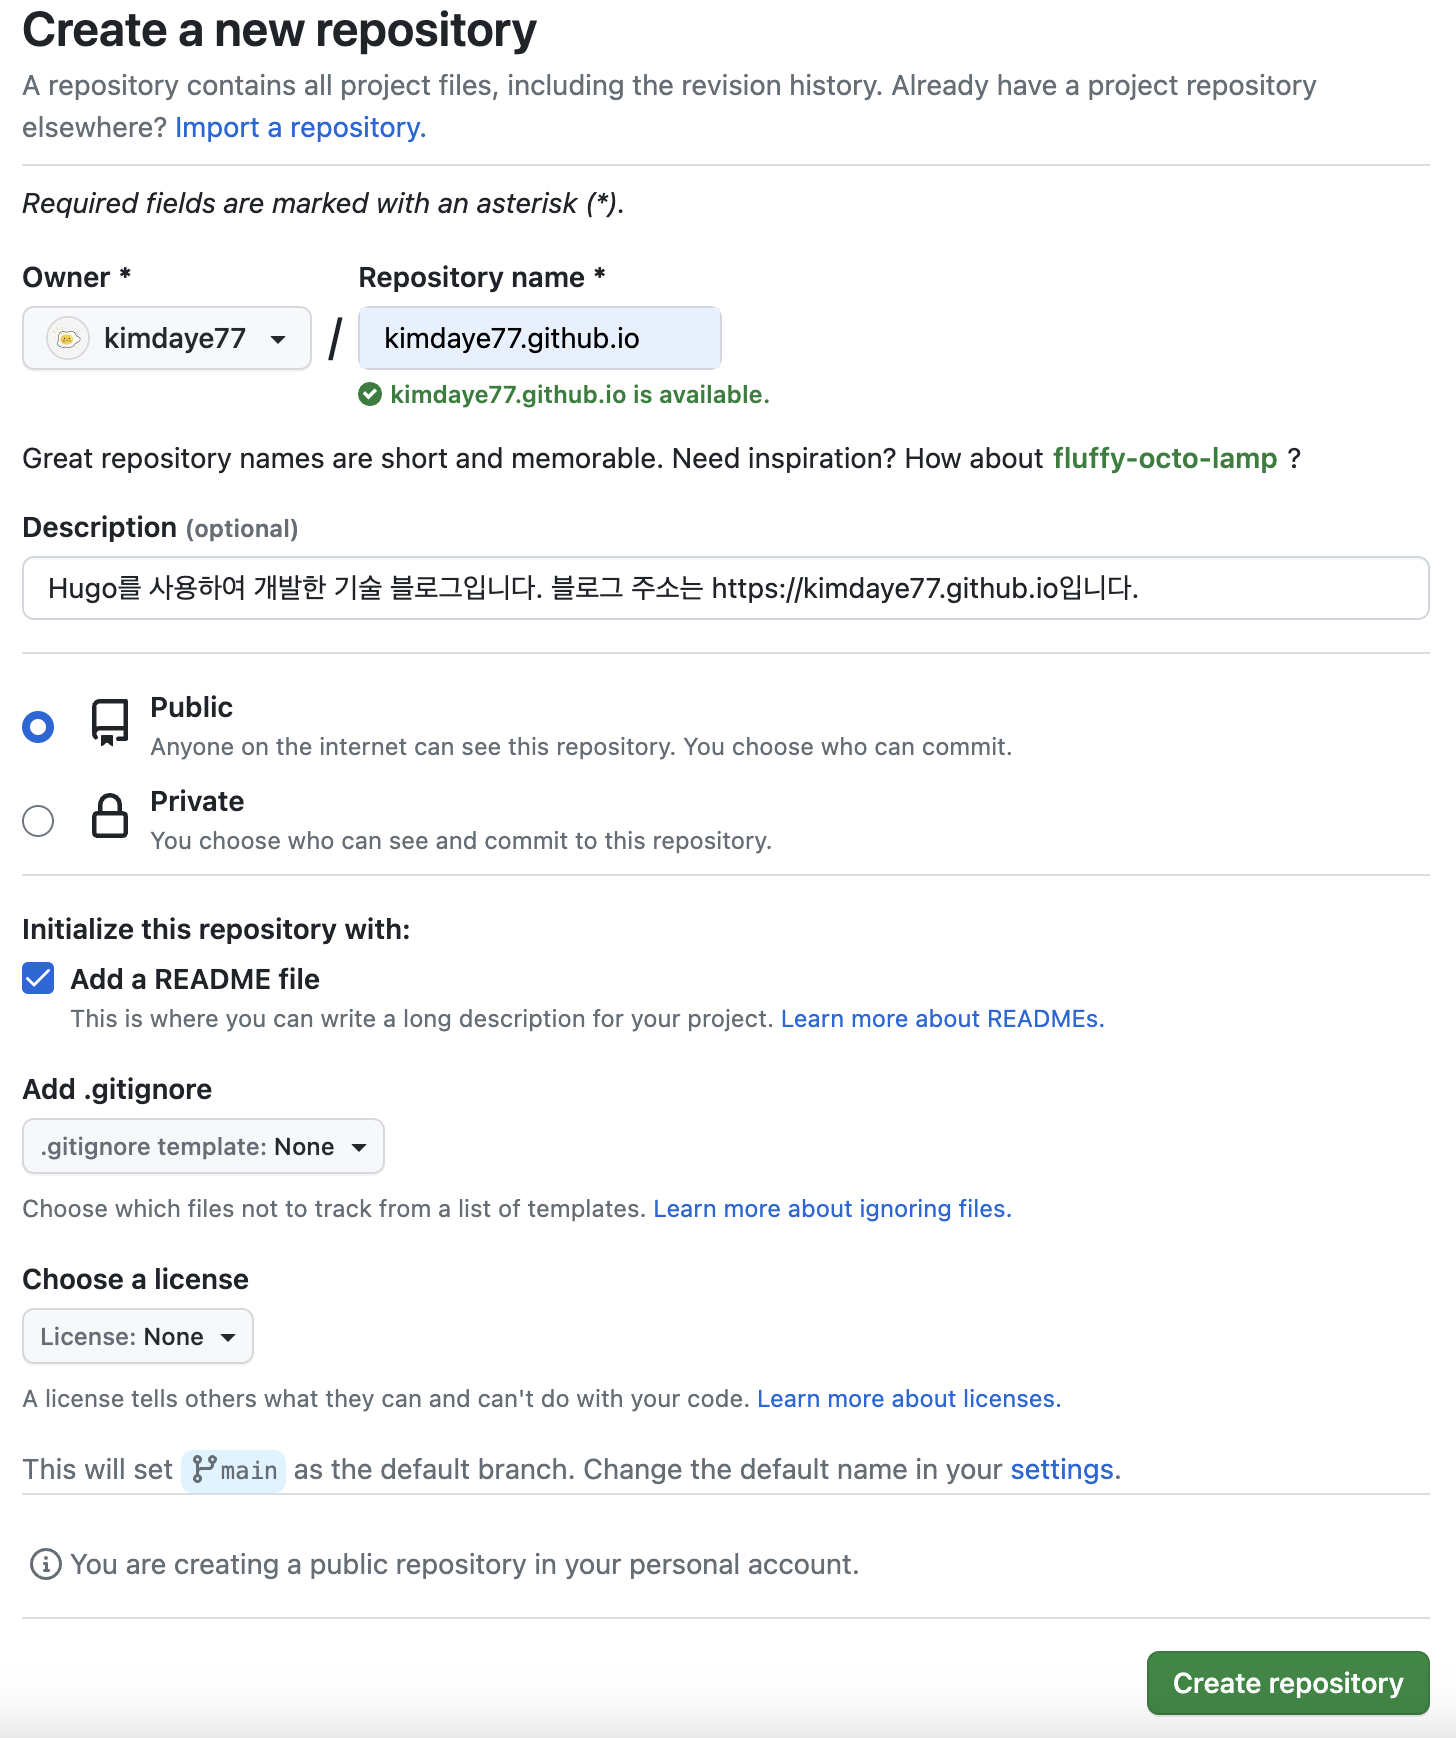 Create a new repository
A repository contains all project files, including the revision history. Already have a project repository
elsewhere? Import a repository.
Required fields are marked with an asterisk (*).
Owner *
Repository name *
kimdaye77
/
kimdaye77.github.io
kimdaye77.github.io is available.
Great repository names are short and memorable. Need inspiration? How about fluffy-octo-lamp ?
Description (optional)
Hugo를 사용하여 개발한 기술 블로그입니다. 블로그 주소는 https://kimdaye77.github.io입니다.
Public
Anyone on the internet can see this repository. You choose who can commit.
Private
You choose who can see and commit to this repository.
Initialize this repository with:
Add a README file
This is where you can write a long description for your project. Learn more about READMEs.
Add .gitignore
.gitignore template: None
Choose which files not to track from a list of templates. Learn more about ignoring files.
Choose a license
License: None
A license tells others what they can and can't do with your code. Learn more about licenses.
This will set main as the default branch. Change the default name in your settings.
You are creating a public repository in your personal account.
Create repository